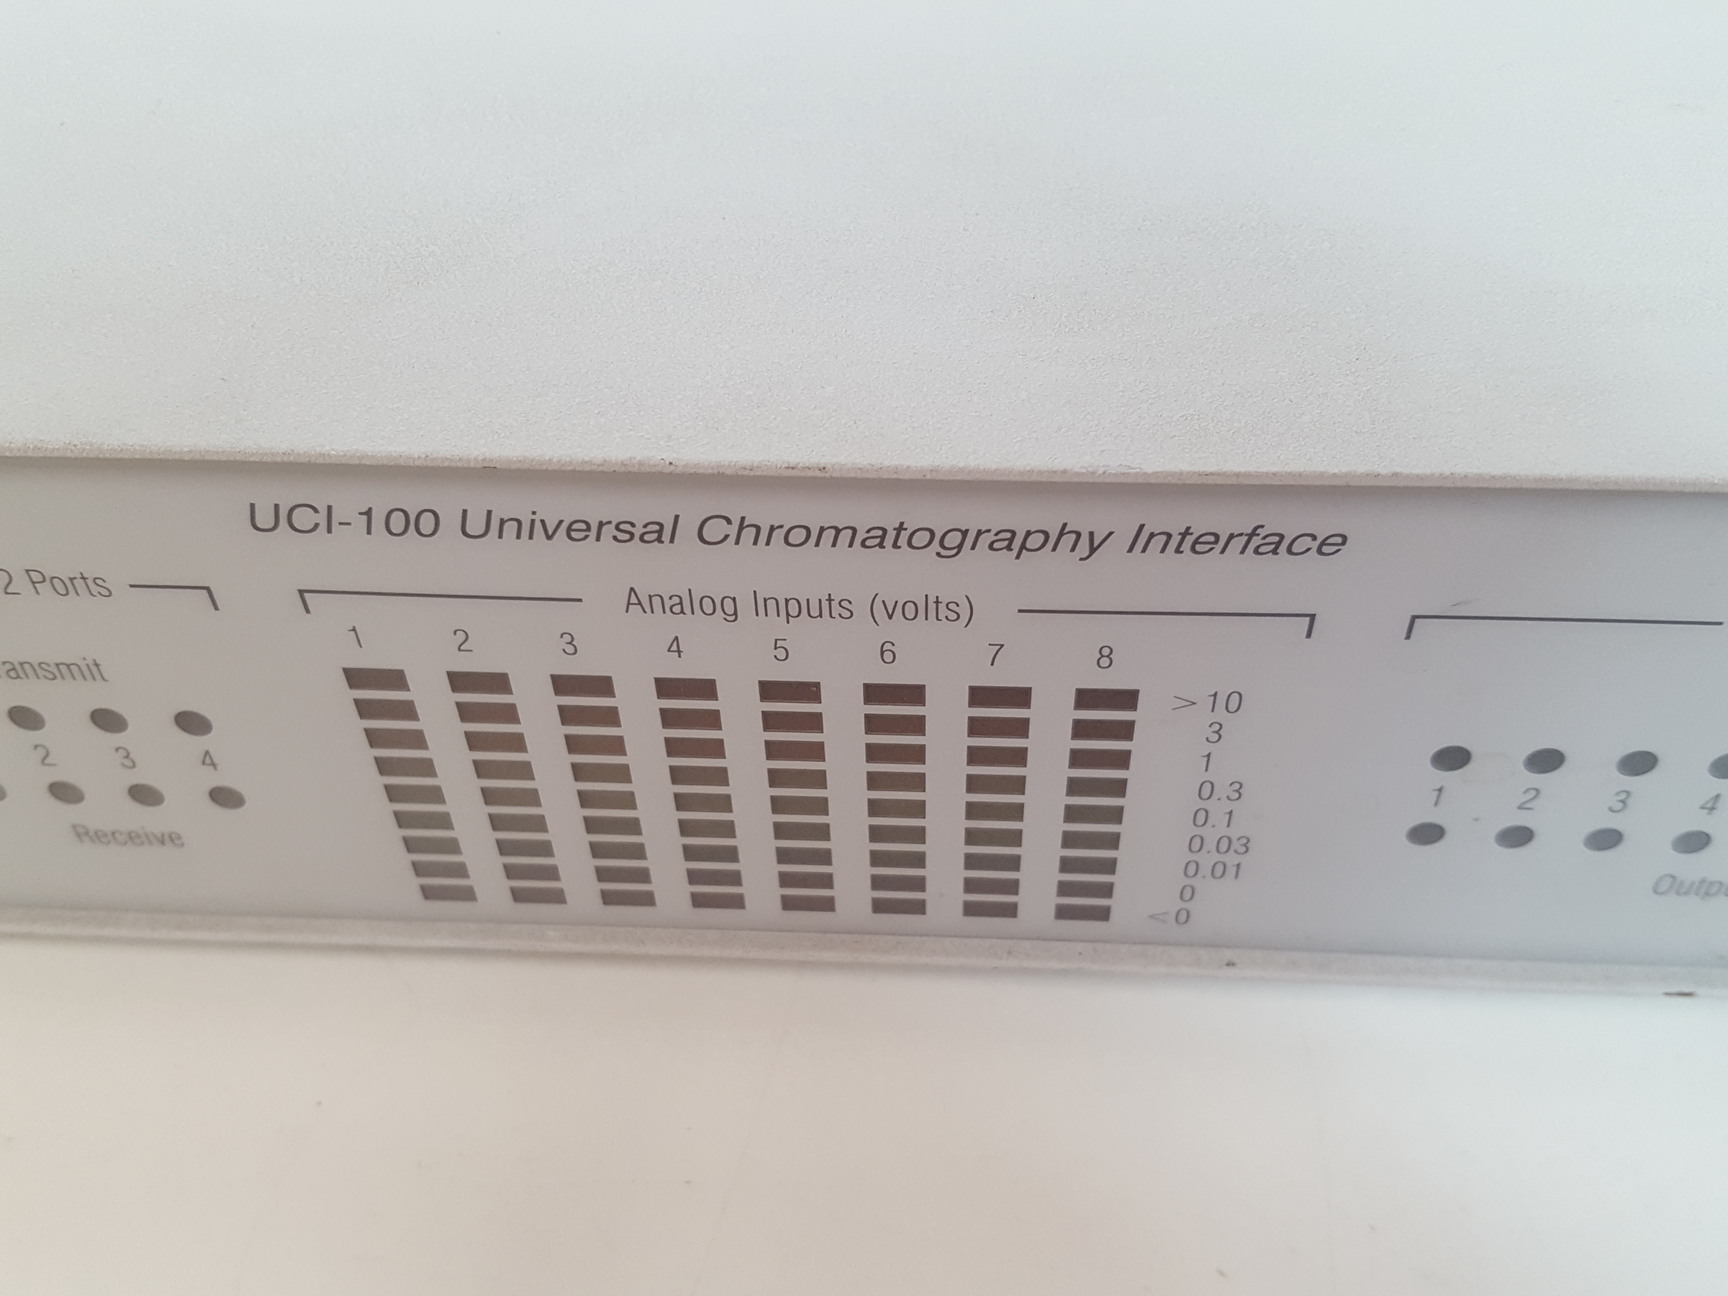 UCI-100 Universal Chromatography Interface
2 Ports
Analog Inputs (volts)
1 2 3 4 5 6 7 8
ansmit
2 3 4
Receive
>10
3
1
0.3
0.1
0.03
0.01
0
<0
1 2 3 4
Outp